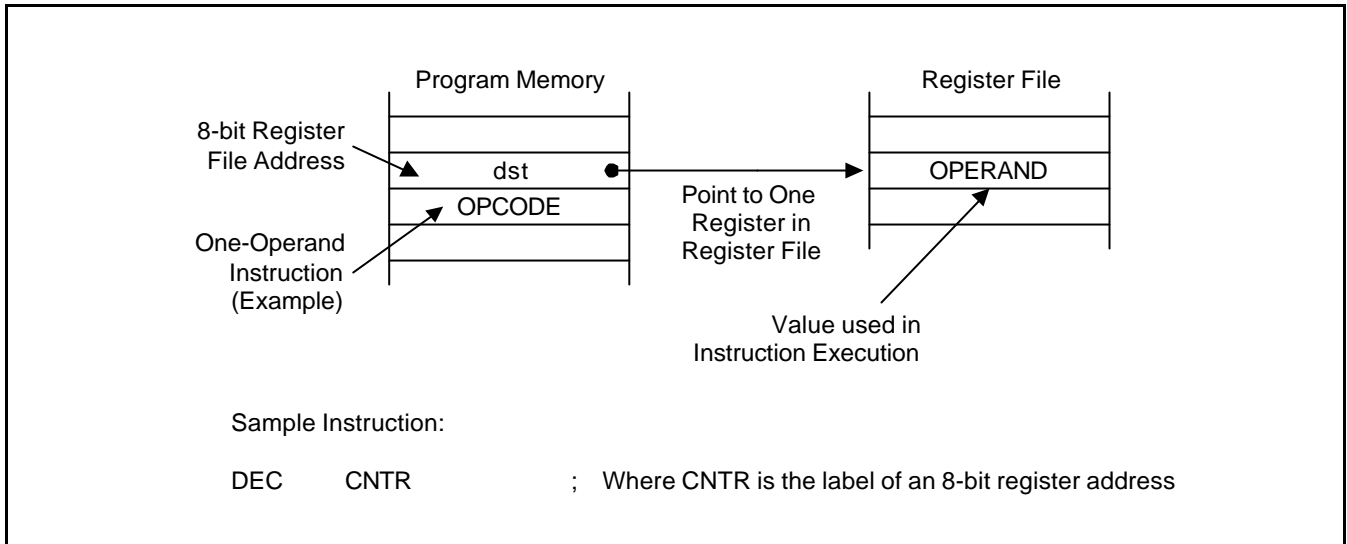 Program Memory
Register File
8-bit Register
File Address
dst
OPERAND
OPCODE
Point to One
Register in
Register File
One-Operand
Instruction
(Example)
Value used in
Instruction Execution
Sample Instruction:
DEC CNTR ; Where CNTR is the label of an 8-bit register address